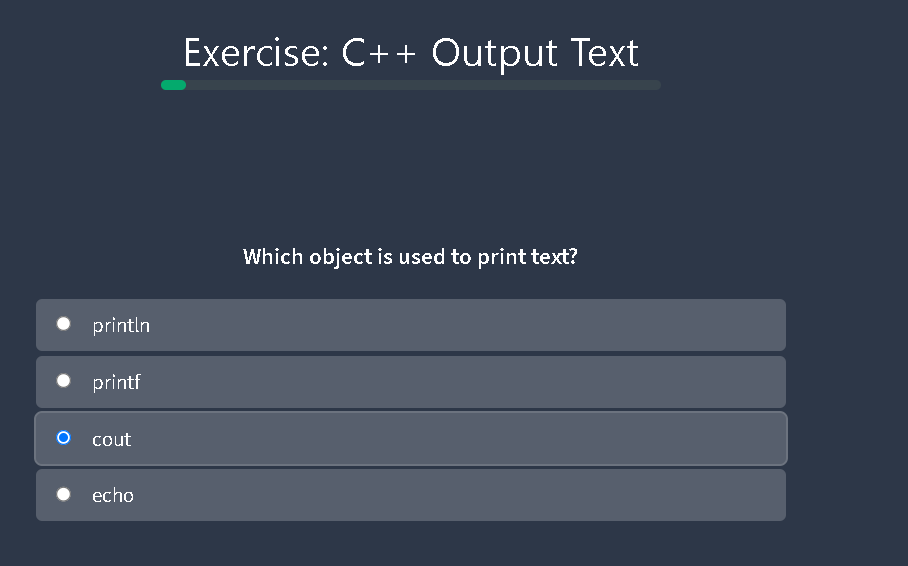 Exercise: C++ Output Text
Which object is used to print text?
println
printf
cout
echo